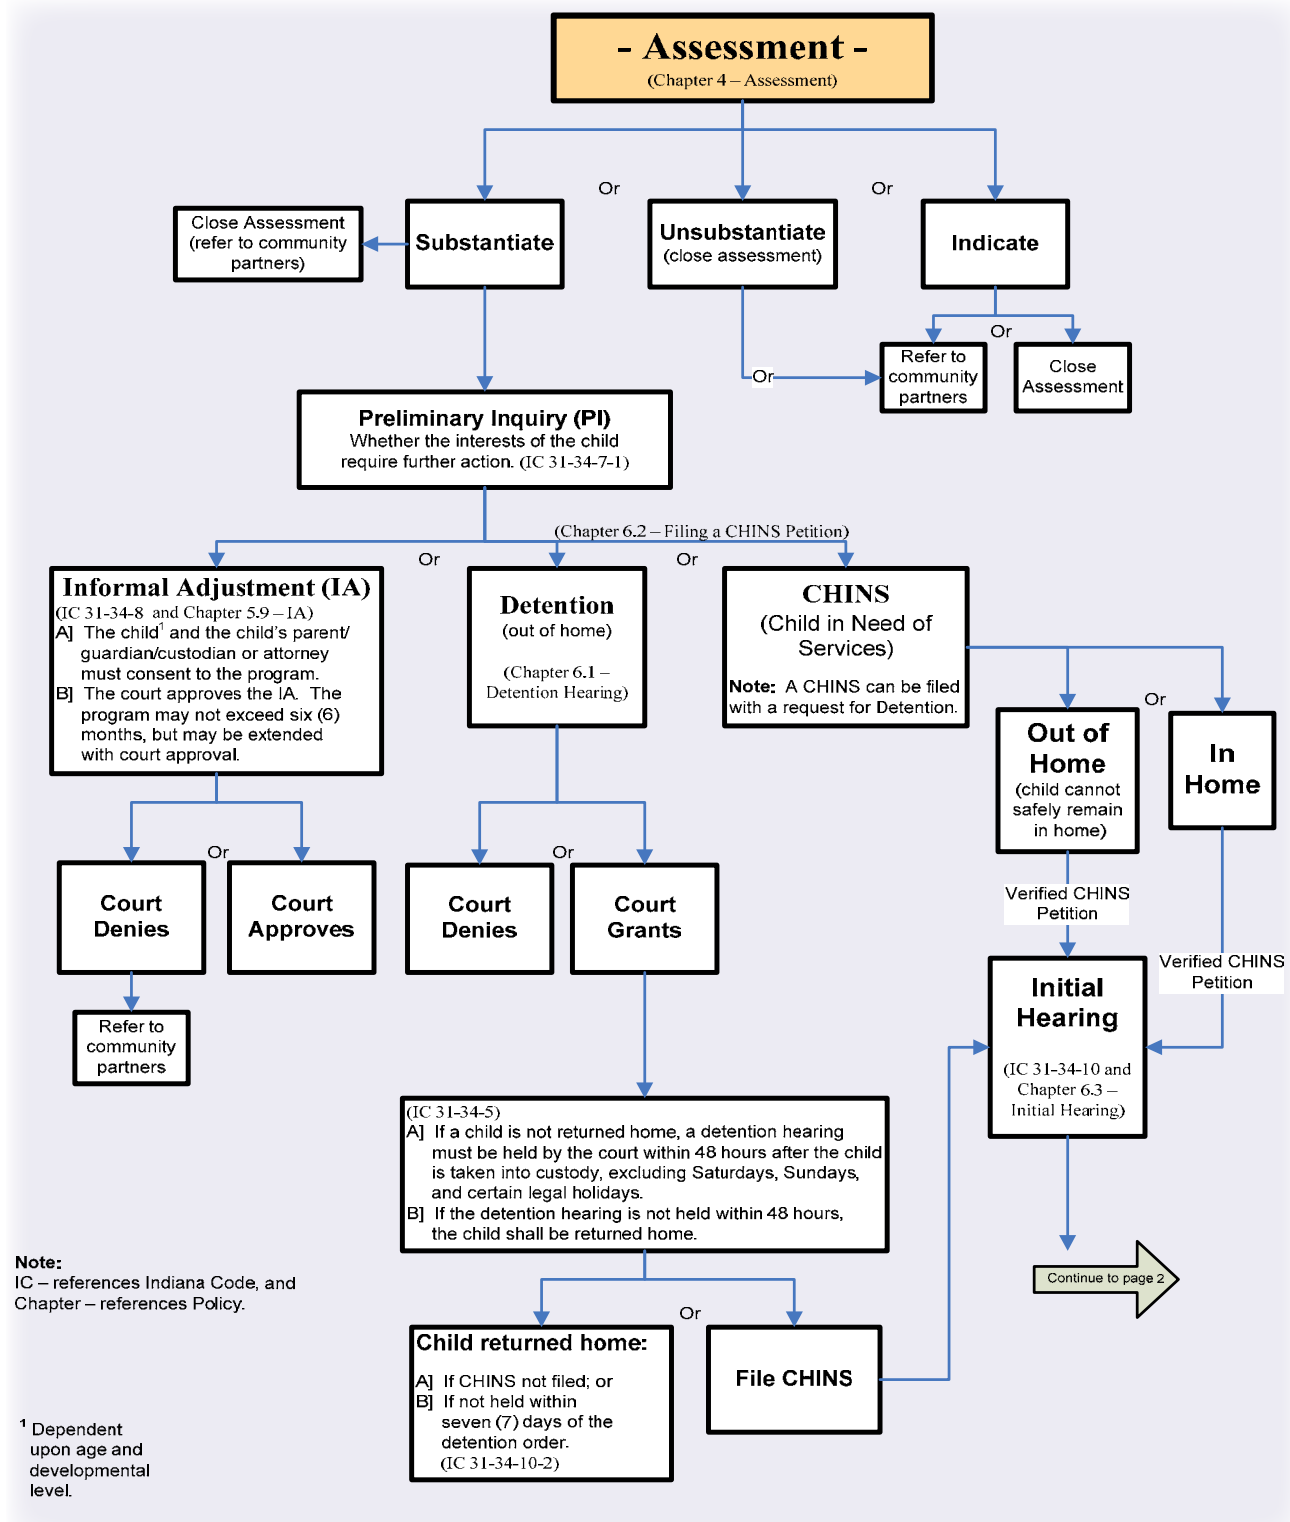 - Assessment -
(Chapter 4 – Assessment)
Or
Or
Close Assessment
(refer to community
partners)
Substantiate
Unsubstantiate
(close assessment)
Indicate
Or
Refer to
community
partners
Close
Assessment
Or
Preliminary Inquiry (PI)
Whether the interests of the child
require further action. (IC 31-34-7-1)
(Chapter 6.2 – Filing a CHINS Petition)
Or
Or
Informal Adjustment (IA)
(IC 31-34-8 and Chapter 5.9 – IA)
A] The child¹ and the child's parent/
guardian/custodian or attorney
must consent to the program.
B] The court approves the IA. The
program may not exceed six (6)
months, but may be extended
with court approval.
Detention
(out of home)
(Chapter 6.1 –
Detention Hearing)
CHINS
(Child in Need of
Services)
Note: A CHINS can be filed
with a request for Detention.
Or
Out of
Home
(child cannot
safely remain
in home)
In
Home
Or
Or
Court
Denies
Court
Approves
Court
Denies
Court
Grants
Verified CHINS
Petition
Verified CHINS
Petition
Refer to
community
partners
Initial
Hearing
(IC 31-34-10 and
Chapter 6.3 –
Initial Hearing)
(IC 31-34-5)
A] If a child is not returned home, a detention hearing
must be held by the court within 48 hours after the child
is taken into custody, excluding Saturdays, Sundays,
and certain legal holidays.
B] If the detention hearing is not held within 48 hours,
the child shall be returned home.
Note:
IC – references Indiana Code, and
Chapter – references Policy.
Continue to page 2
Or
Child returned home:
A] If CHINS not filed; or
B] If not held within
seven (7) days of the
detention order.
(IC 31-34-10-2)
File CHINS
¹ Dependent
upon age and
developmental
level.